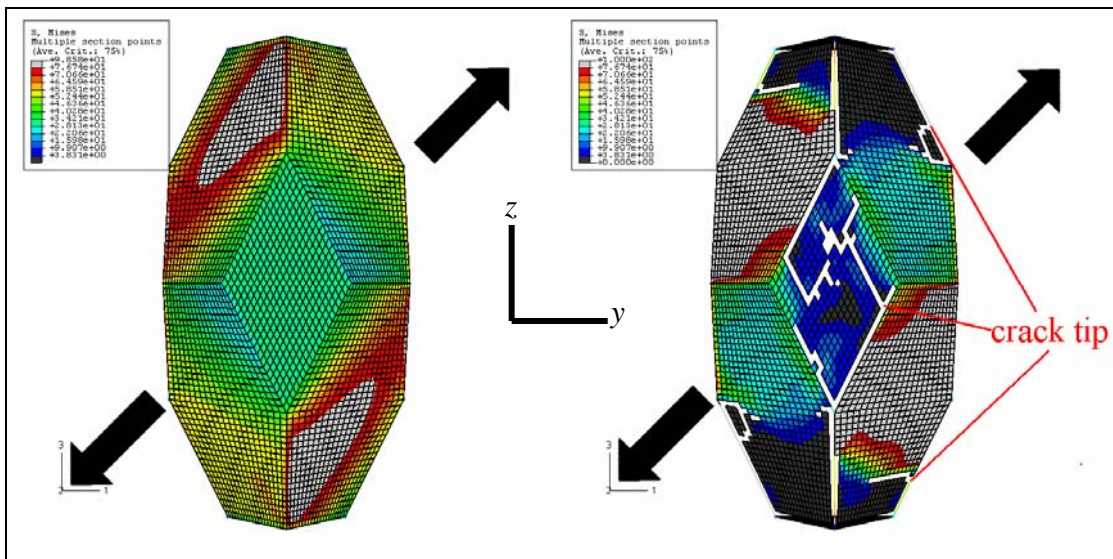 S, Mises
Multiple section points
(Ave. Crit.: 75%)
+9.858e+01
+7.674e+01
+7.066e+01
+6.459e+01
+5.851e+01
+5.244e+01
+4.636e+01
+4.028e+01
+3.421e+01
+2.813e+01
+2.206e+01
+1.598e+01
+9.907e+00
+3.831e+00
3
2
1
z
y
S, Mises
Multiple section points
(Ave. Crit.: 75%)
+1.000e+02
+7.674e+01
+7.066e+01
+6.459e+01
+5.851e+01
+5.244e+01
+4.636e+01
+4.028e+01
+3.421e+01
+2.813e+01
+2.206e+01
+1.598e+01
+9.907e+00
+3.831e+00
+0.000e+00
crack tip
3
2
1